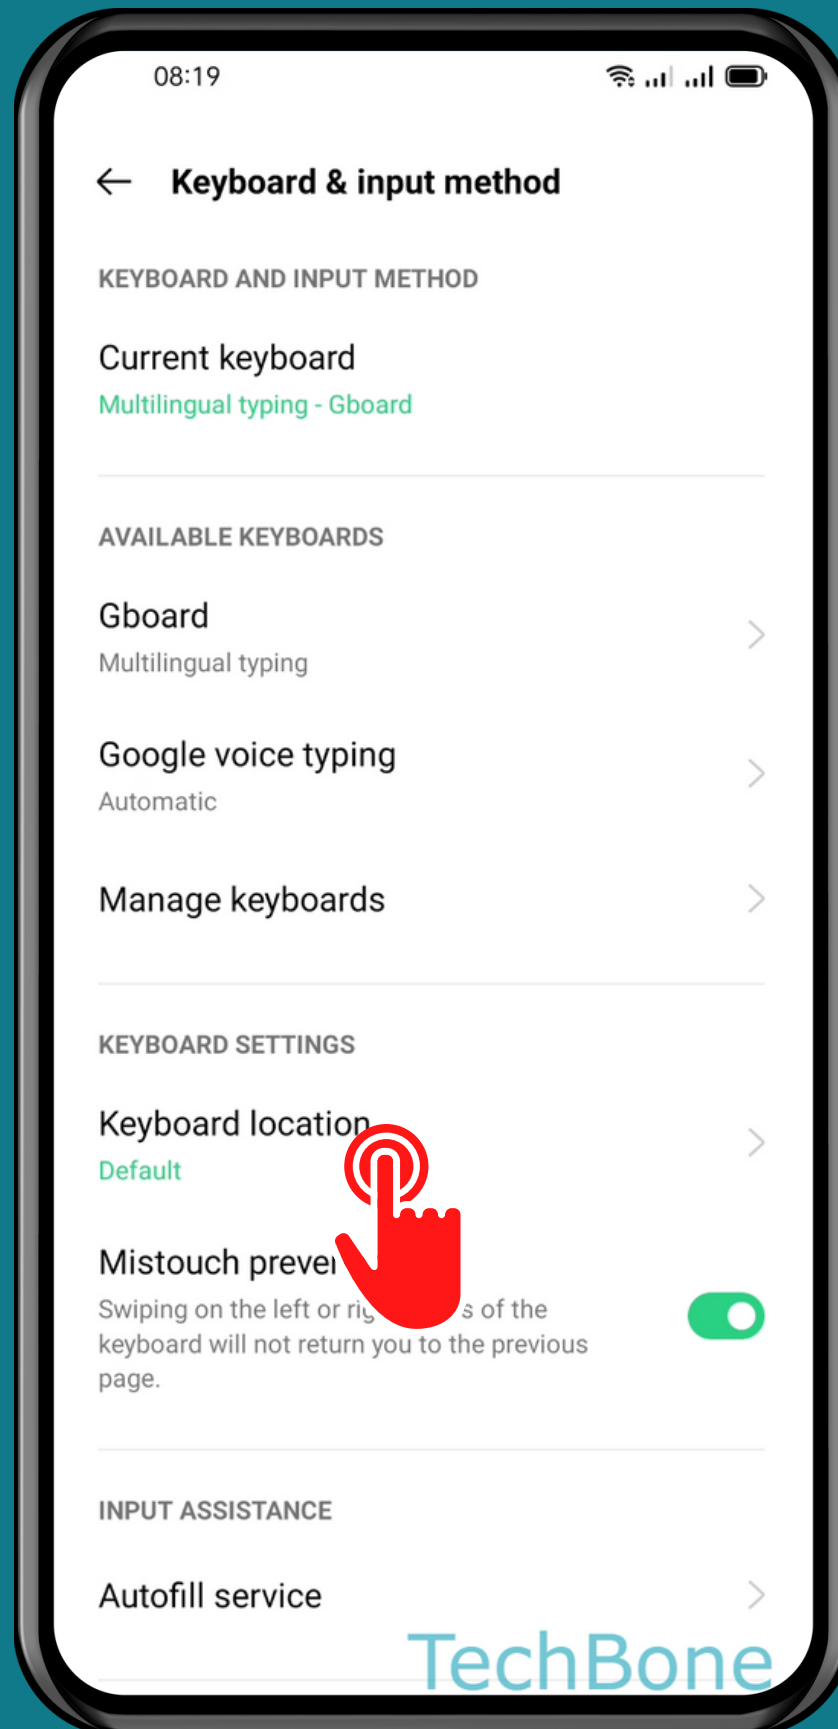 08:19
Keyboard & input method
KEYBOARD AND INPUT METHOD
Current keyboard
Multilingual typing - Gboard
AVAILABLE KEYBOARDS
Gboard
Multilingual typing
Google voice typing
Automatic
Manage keyboards
KEYBOARD SETTINGS
Keyboard location
Default
Mistouch
Swiping on the left or of the
keyboard will not return you to the previous
page.
INPUT ASSISTANCE
Autofill service
TechBone